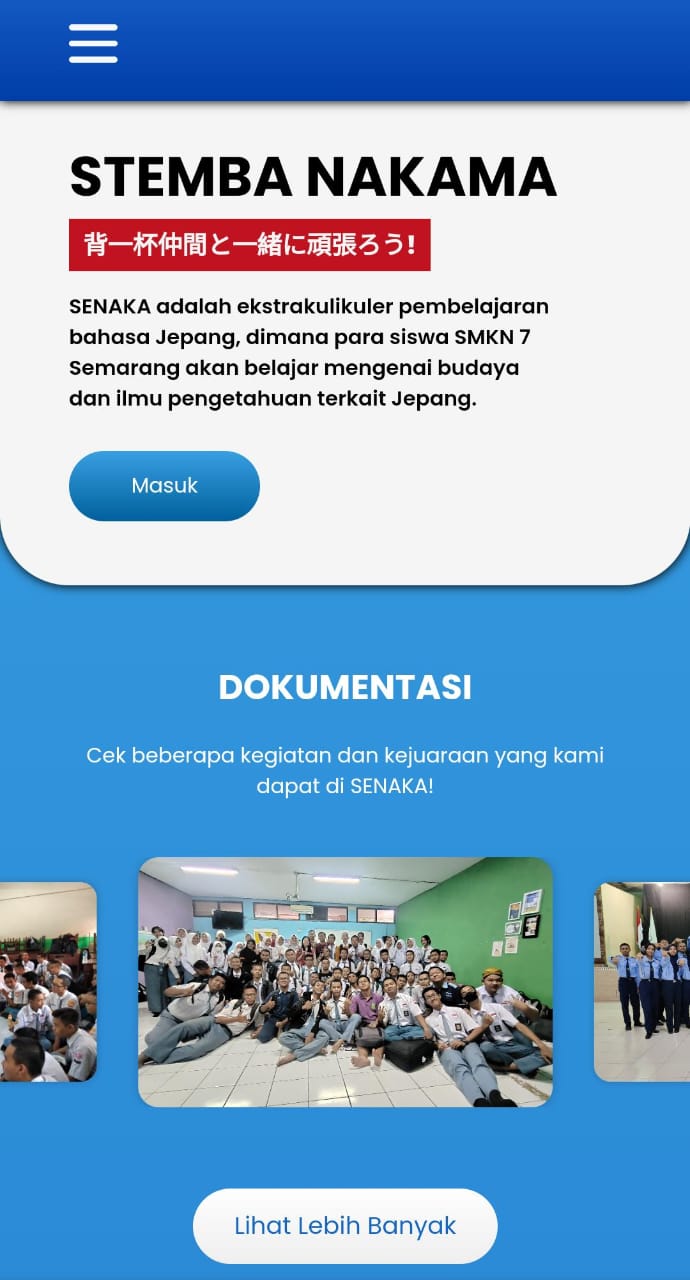 STEMBA NAKAMA
背一杯仲間と一緒に頑張ろう!
SENAKA adalah ekstrakulikuler pembelajaran
bahasa Jepang, dimana para siswa SMKN 7
Semarang akan belajar mengenai budaya
dan ilmu pengetahuan terkait Jepang.
Masuk
DOKUMENTASI
Cek beberapa kegiatan dan kejuaraan yang kami
dapat di SENAKA!
Lihat Lebih Banyak